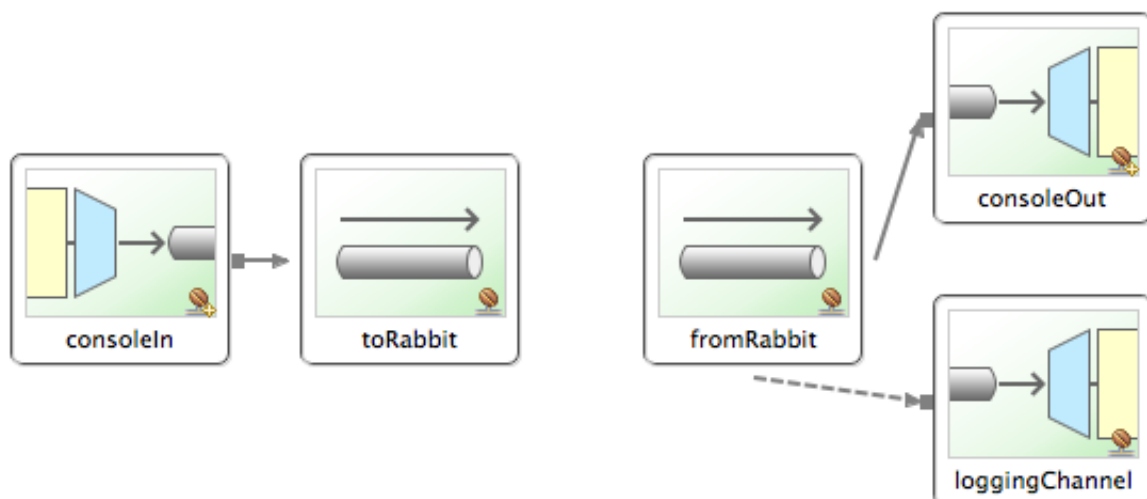 consoleOut
consoleIn
toRabbit
fromRabbit
loggingChannel